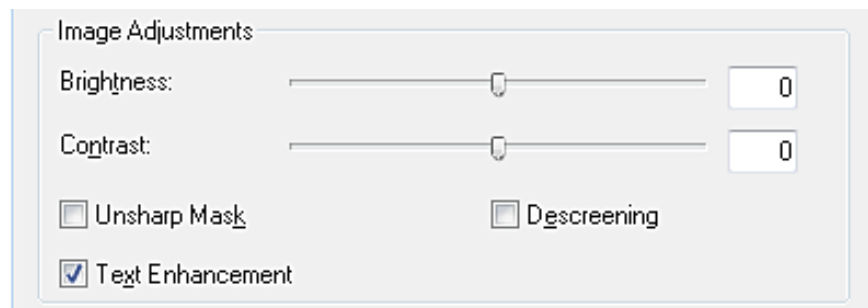 Image Adjustments
Brightness: 0
Contrast: 0
Unsharp Mask Descreening
Text Enhancement